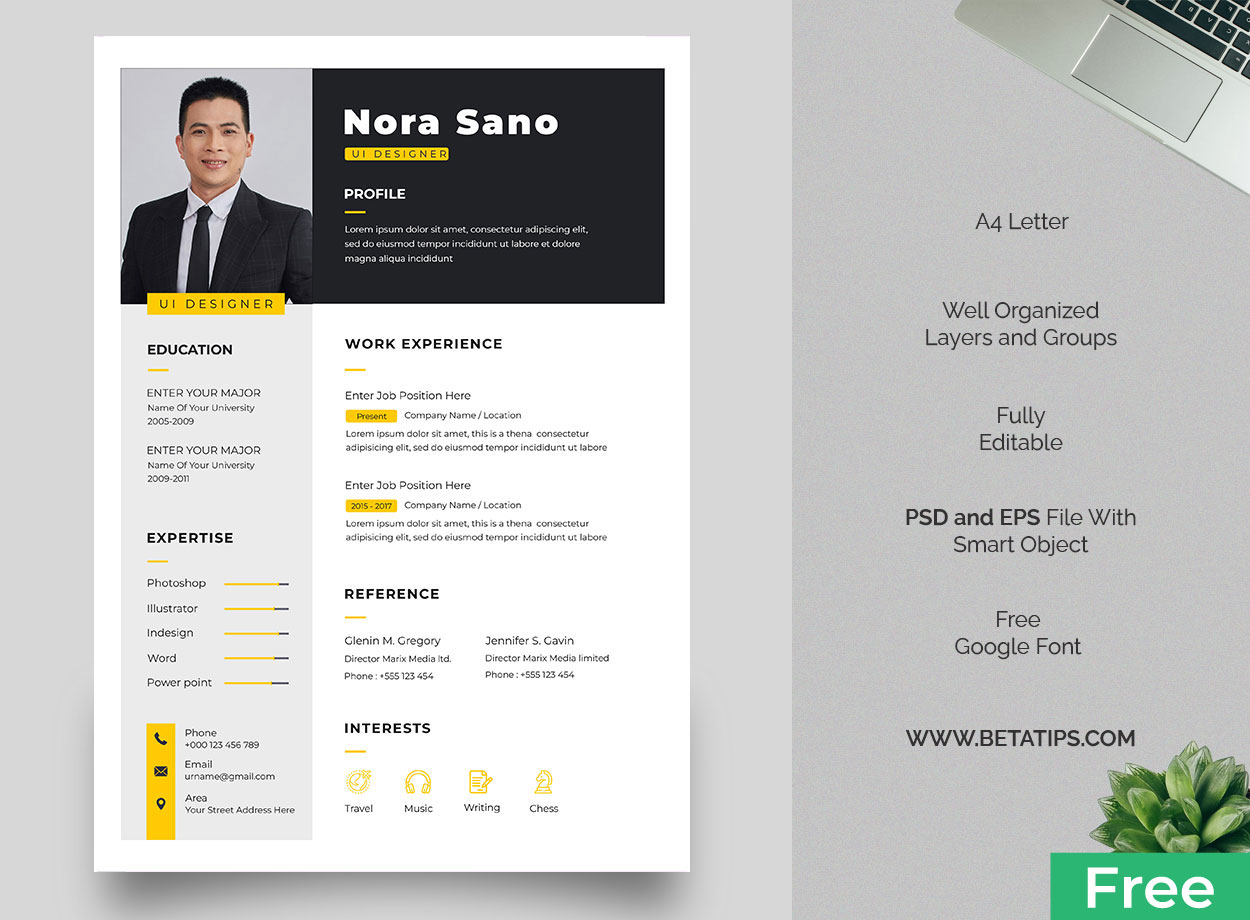 Nora Sano
UI DESIGNER
PROFILE
Lorem ipsum dolor sit amet, consectetur adipiscing elit,
sed do eiusmod tempor incididunt ut labore et dolore
magna aliqua incididunt
UI DESIGNER
EDUCATION
ENTER YOUR MAJOR
Name Of Your University
2005-2009
ENTER YOUR MAJOR
Name Of Your University
2009-2011
EXPERTISE
Photoshop
Illustrator
Indesign
Word
Power point
Phone
+000 123 456 789
Email
urname@gmail.com
Area
Your Street Address Here
WORK EXPERIENCE
Enter Job Position Here
Present Company Name / Location
Lorem ipsum dolor sit amet, this is a thena consectetur
adipisicing elit, sed do eiusmod tempor incididunt ut labore
Enter Job Position Here
2015 - 2017 Company Name / Location
Lorem ipsum dolor sit amet, this is a thena consectetur
adipisicing elit, sed do eiusmod tempor incididunt ut labore
REFERENCE
Glenin M. Gregory
Director Marix Media ltd.
Phone : +555 123 454
Jennifer S. Gavin
Director Marix Media limited
Phone : +555 123 454
INTERESTS
Travel
Music
Writing
Chess
A4 Letter
Well Organized
Layers and Groups
Fully
Editable
PSD and EPS File With
Smart Object
Free
Google Font
WWW.BETATIPS.COM
Free